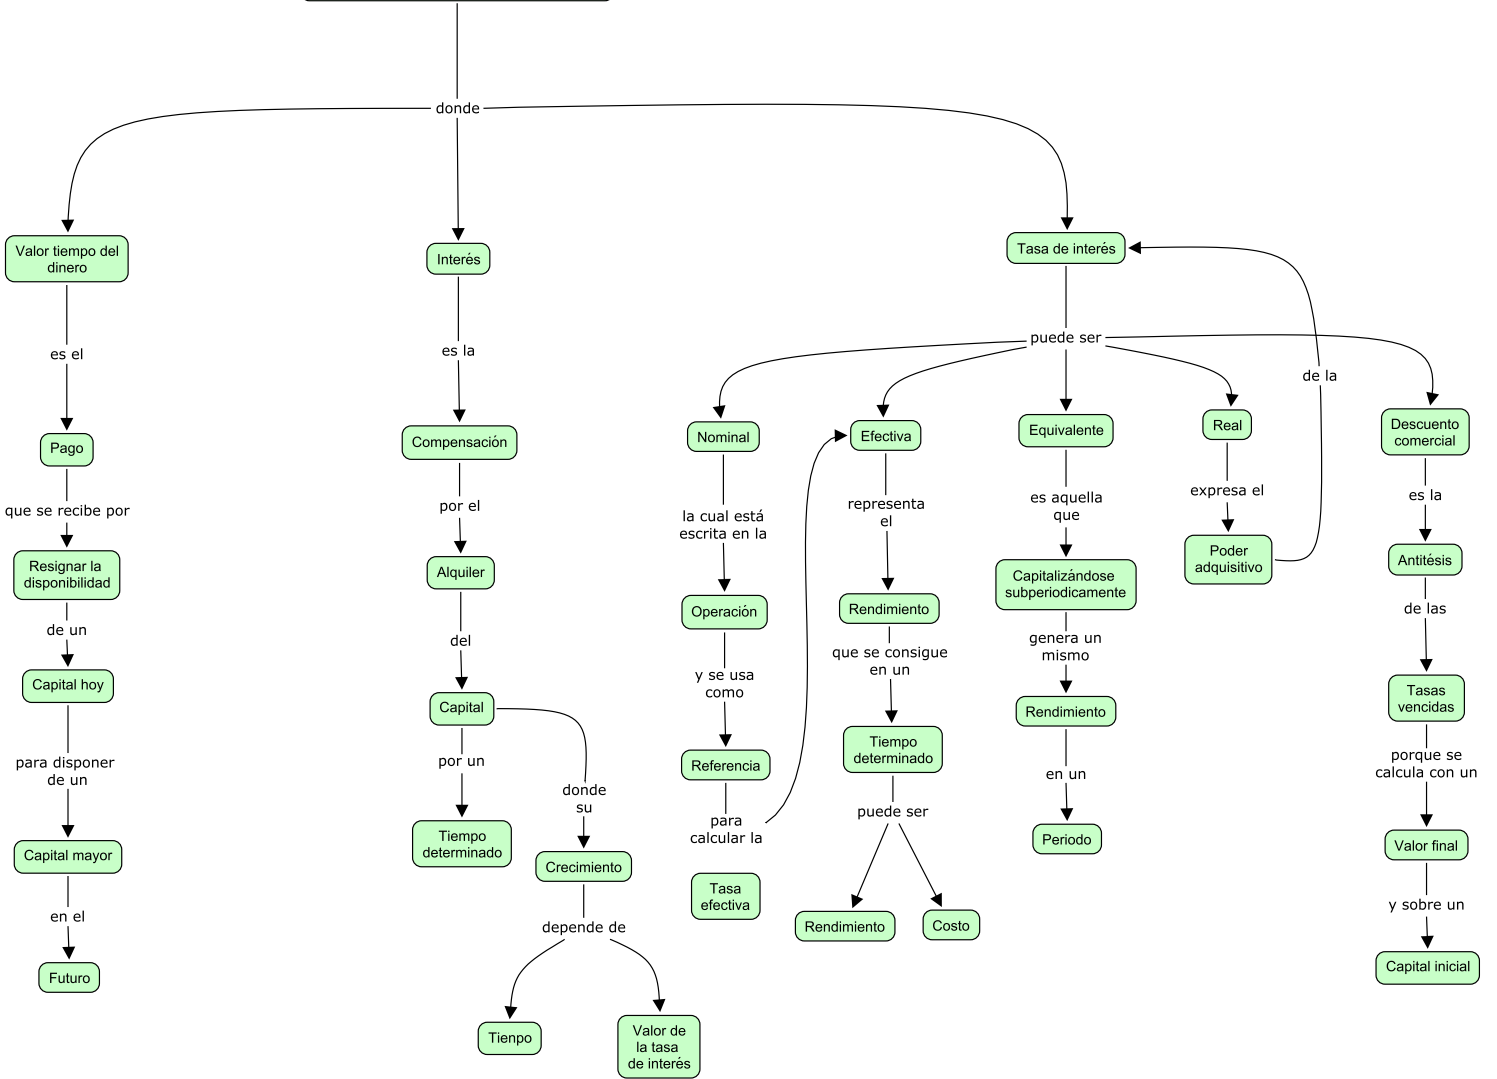 donde
Valor tiempo del
dinero
es el
Pago
que se recibe por
Resignar la
disponibilidad
de un
Capital hoy
para disponer
de un
Capital mayor
en el
Futuro
Interés
es la
Compensación
por el
Alquiler
del
Capital
por un
Tiempo
determinado
donde
su
Crecimiento
depende de
Tienpo
Valor de
la tasa
de interés
Tasa de interés
puede ser
Nominal
la cual está
escrita en la
Operación
y se usa
como
Referencia
para
calcular la
Tasa
efectiva
Efectiva
representa
el
Rendimiento
que se consigue
en un
Tiempo
determinado
puede ser
Rendimiento
Costo
Equivalente
es aquella
que
Capitalizándose
subperiodicamente
genera un
mismo
Rendimiento
en un
Periodo
Real
expresa el
Poder
adquisitivo
de la
Descuento
comercial
es la
Antitésis
de las
Tasas
vencidas
porque se
calcula con un
Valor final
y sobre un
Capital inicial